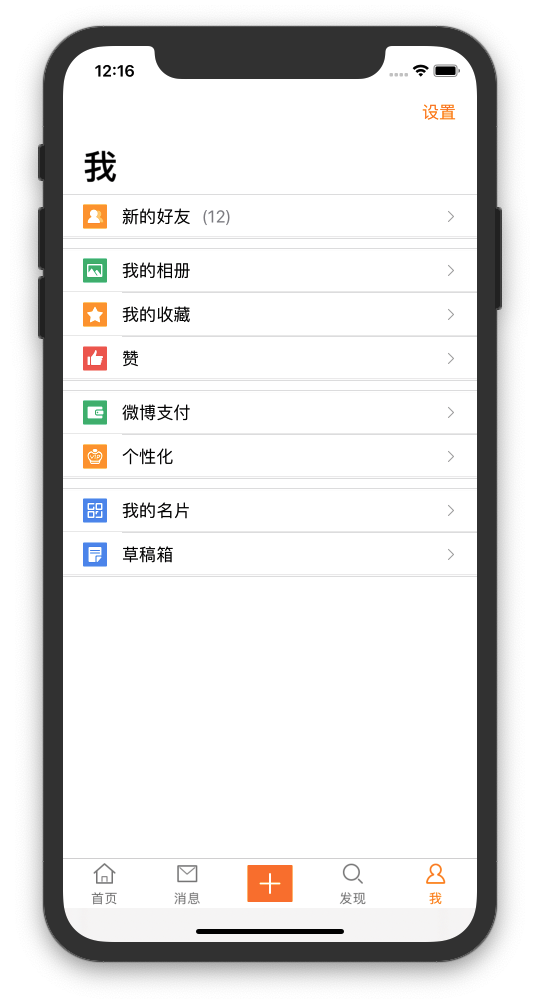 12:16
设置
我
新的好友 (12)
我的相册
我的收藏
赞
微博支付
个性化
我的名片
草稿箱
首页 消息 发现 我